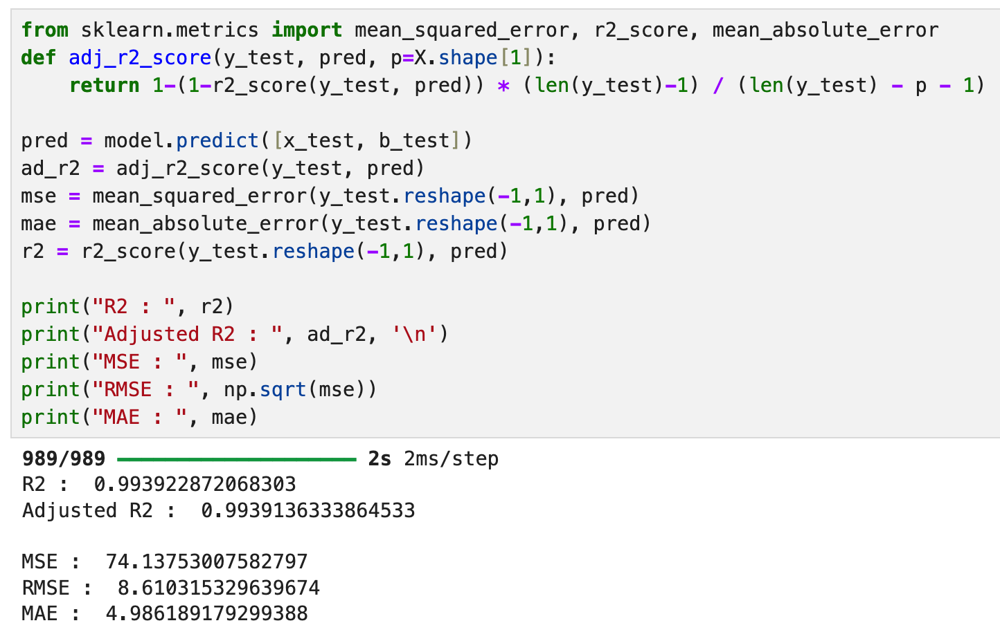 from sklearn.metrics import mean_squared_error, r2_score, mean_absolute_error
def adj_r2_score(y_test, pred, p=X.shape[1]):
    return 1-(1-r2_score(y_test, pred)) * (len(y_test)-1) / (len(y_test) - p - 1)
pred = model.predict([x_test, b_test])
ad_r2 = adj_r2_score(y_test, pred)
mse = mean_squared_error(y_test.reshape(-1,1), pred)
mae = mean_absolute_error(y_test.reshape(-1,1), pred)
r2 = r2_score(y_test.reshape(-1,1), pred)
print("R2 : ", r2)
print("Adjusted R2 : ", ad_r2, '\n')
print("MSE : ", mse)
print("RMSE : ", np.sqrt(mse))
print("MAE : ", mae)
989/989 2s 2ms/step
R2 :  0.993922872068303
Adjusted R2 :  0.9939136333864533
MSE :  74.13753007582797
RMSE :  8.610315329639674
MAE :  4.986189179299388